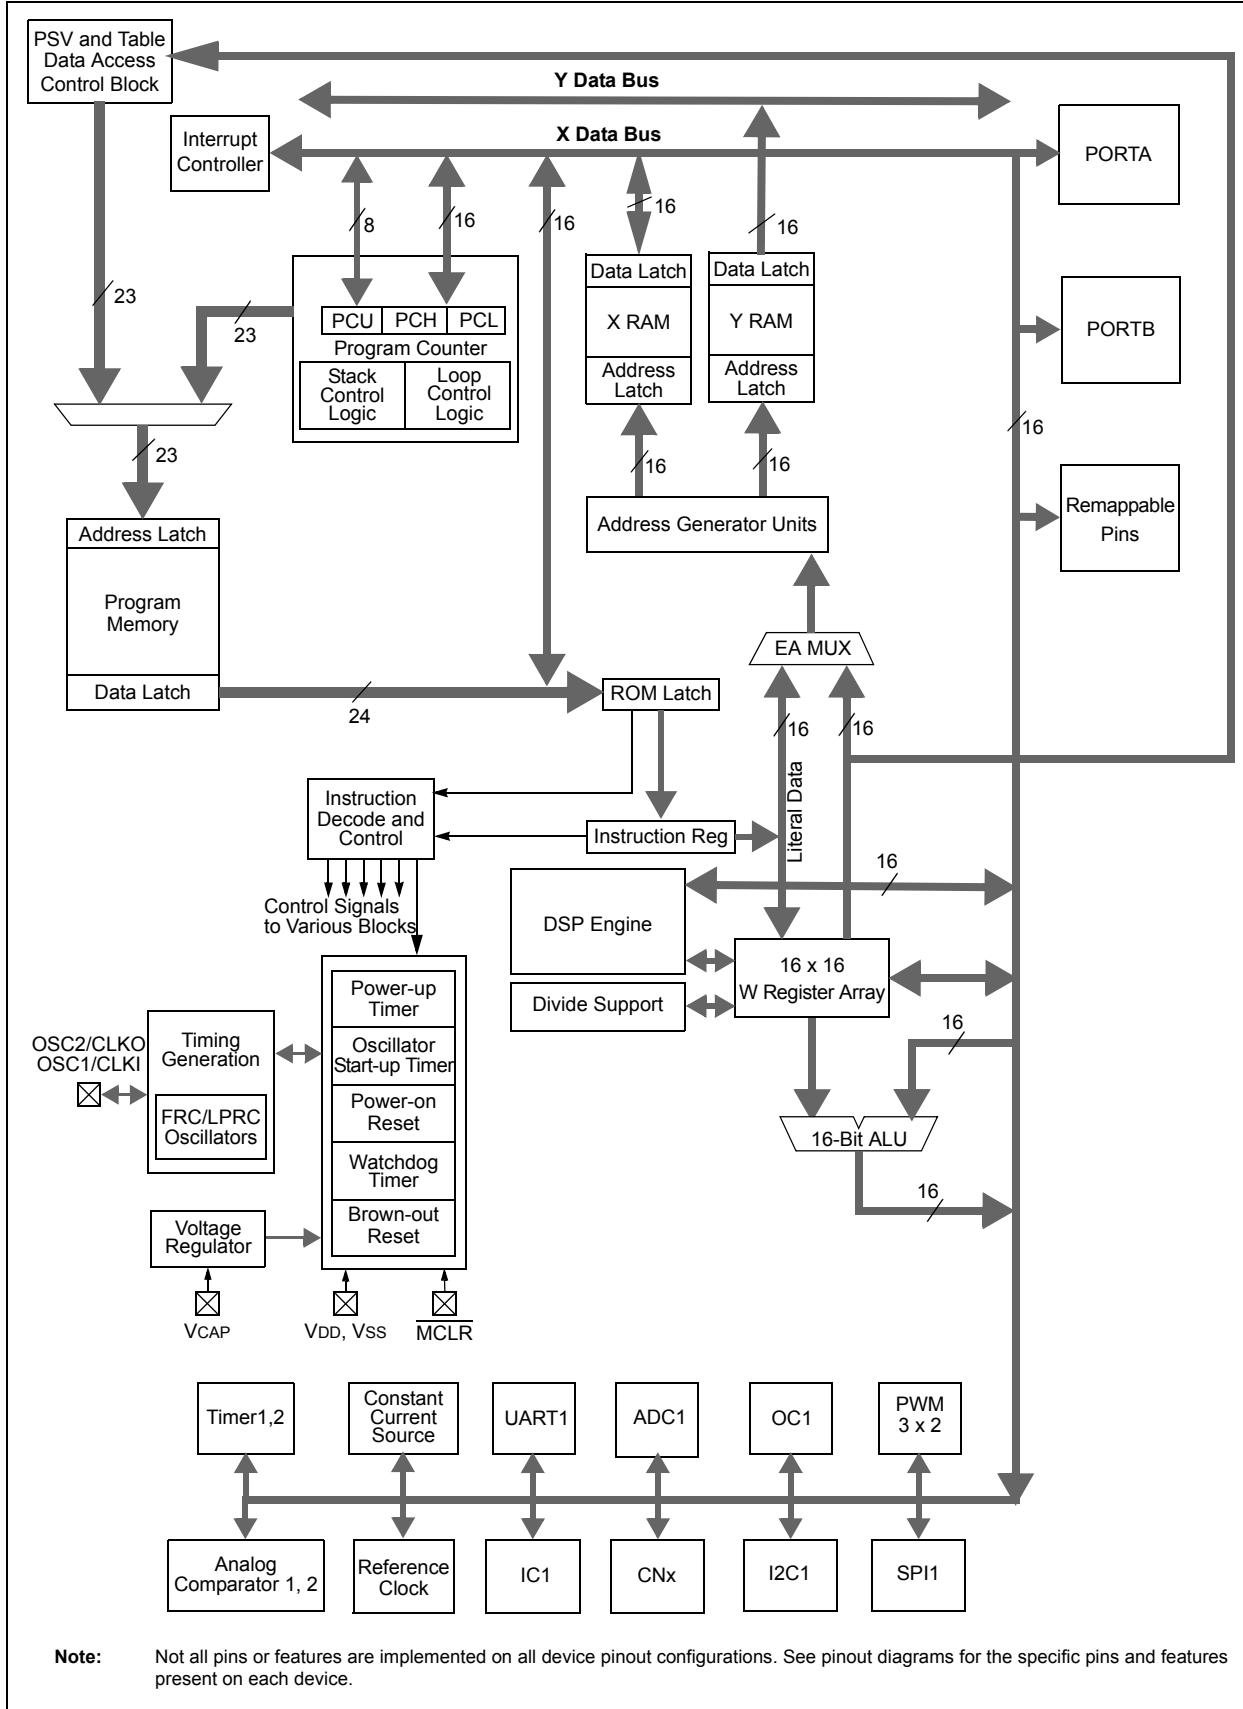 PSV and Table
Data Access
Control Block
Y Data Bus
X Data Bus
Interrupt
Controller
PORTA
8
16
16
16
16
23
23
Data Latch
Data Latch
X RAM
Y RAM
Address
Latch
Address
Latch
PORTB
PCU
PCH
PCL
Program Counter
Stack
Control
Logic
Loop
Control
Logic
16
23
16
16
Address Generator Units
Remappable
Pins
Address Latch
Program
Memory
Data Latch
24
EA MUX
ROM Latch
16
16
Literal Data
Instruction
Decode and
Control
Instruction Reg
Control Signals
to Various Blocks
16
DSP Engine
16 x 16
W Register Array
Divide Support
16
16-Bit ALU
16
Power-up
Timer
Oscillator
Start-up Timer
Power-on
Reset
Watchdog
Timer
Brown-out
Reset
OSC2/CLKO
OSC1/CLKI
Timing
Generation
FRC/LPRC
Oscillators
Voltage
Regulator
VCAP
VDD, VSS
MCLR
Timer1,2
Constant
Current
Source
UART1
ADC1
OC1
PWM
3 x 2
Analog
Comparator 1, 2
Reference
Clock
IC1
CNx
I2C1
SPI1
Note: Not all pins or features are implemented on all device pinout configurations. See pinout diagrams for the specific pins and features
present on each device.